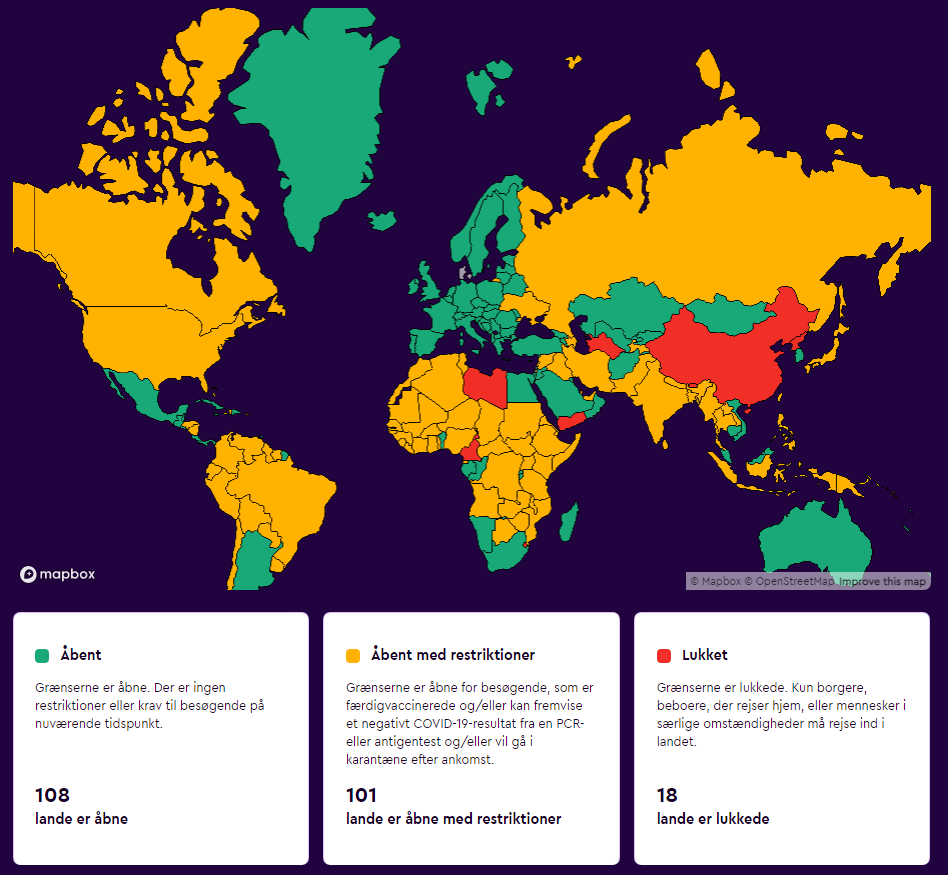 mapbox
© Mapbox © OpenStreetMap Improve this map
Åbent
Grænserne er åbne. Der er ingen
restriktioner eller krav til besøgende på
nuværende tidspunkt.
108
lande er åbne
Åbent med restriktioner
Grænserne er åbne for besøgende, som er
færdigvaccinerede og/eller kan fremvise
et negativt COVID-19-resultat fra en PCR-
eller antigentest og/eller vil gå i
karantæne efter ankomst.
101
lande er åbne med restriktioner
Lukket
Grænserne er lukkede. Kun borgere,
beboere, der rejser hjem, eller mennesker i
særlige omstændigheder må rejse ind i
landet.
18
lande er lukkede